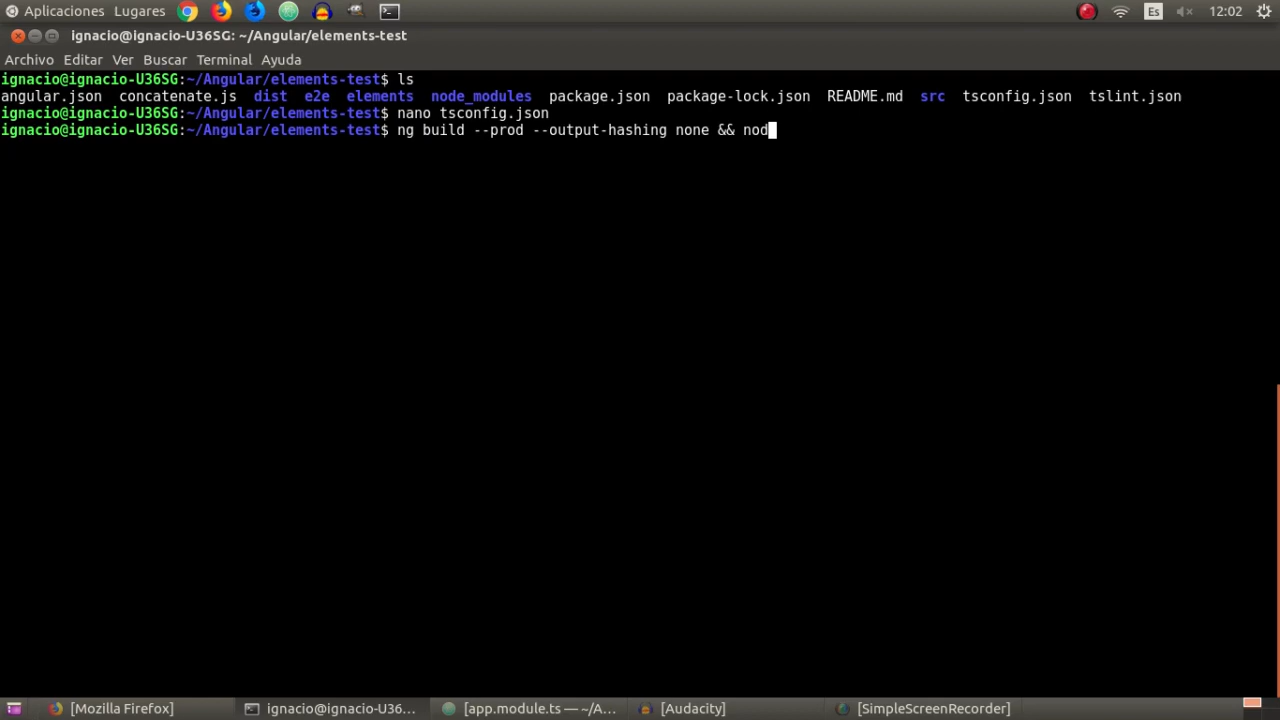 Aplicaciones Lugares Es 12:02
ignacio@ignacio-U36SG: ~/Angular/elements-test
Archivo Editar Ver Buscar Terminal Ayuda
ignacio@ignacio-U36SG:~/Angular/elements-test$ ls
angular.json concatenate.js dist e2e elements node_modules package.json package-lock.json README.md src tsconfig.json tslint.json
ignacio@ignacio-U36SG:~/Angular/elements-test$ nano tsconfig.json
ignacio@ignacio-U36SG:~/Angular/elements-test$ ng build --prod --output-hashing none && nod
[Mozilla Firefox] ignacio@ignacio-U36... [app.module.ts — ~/A... [Audacity] [SimpleScreenRecorder]